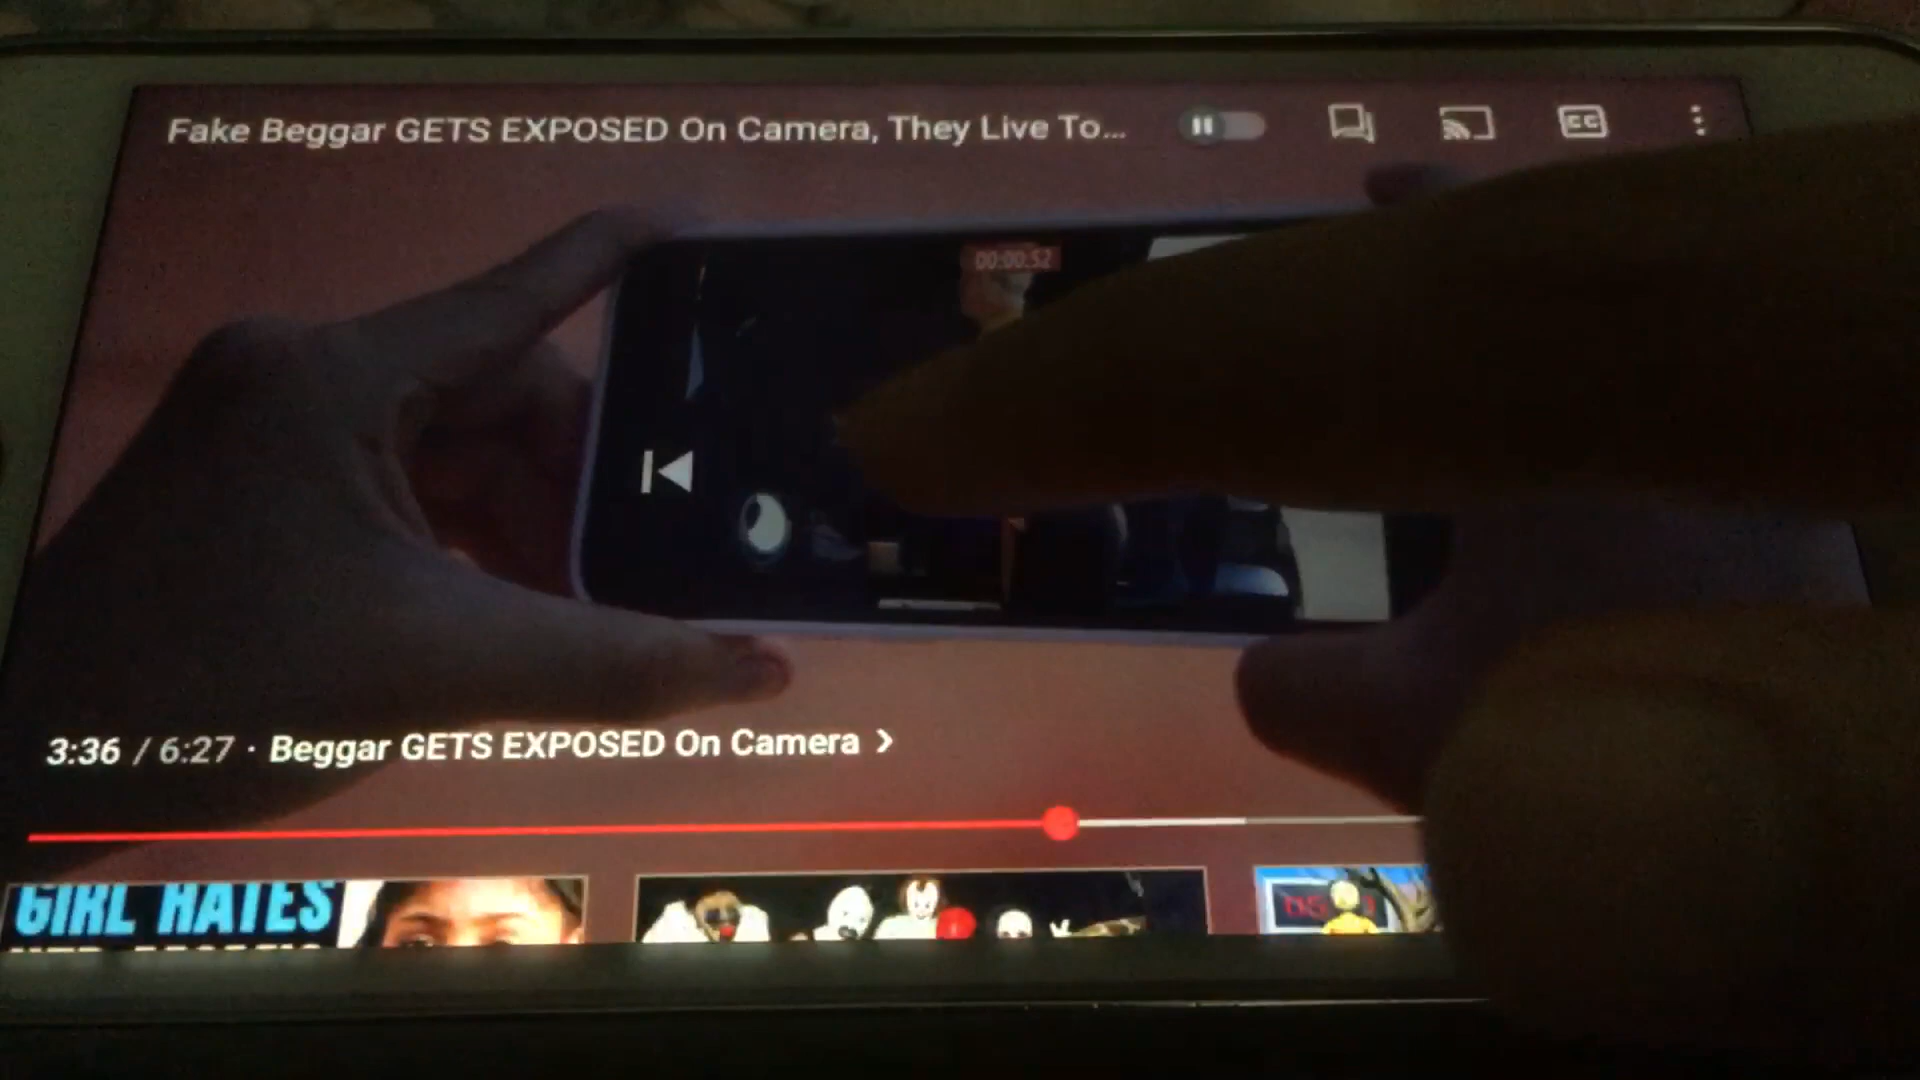 Fake Beggar GETS EXPOSED On Camera, They Live To...
CC
00:00:52
3:36 / 6:27 · Beggar GETS EXPOSED On Camera >
GIRL HATES